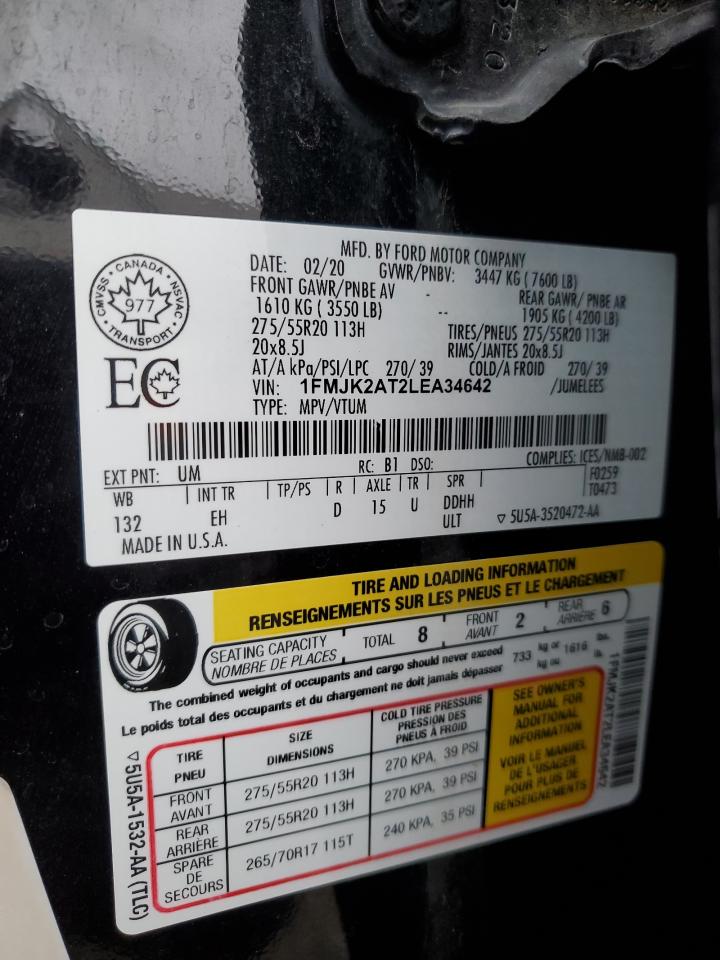 320
MFD. BY FORD MOTOR COMPANY
DATE: 02/20 GVWR/PNBV: 3447 KG ( 7600 LB)
FRONT GAWR/PNBE AV - REAR GAWR/ PNBE AR
1610 KG ( 3550 LB) -- 1905 KG ( 4200 LB)
275/55R20 113H TIRES/PNEUS 275/55R20 113H
20x8.5J RIMS/JANTES 20x8.5J
AT/A kPa/PSI/LPC 270/ 39 COLD/A FROID 270/ 39
VIN: 1FMJK2AT2LEA34642 /JUMELEES
TYPE: MPV/VTUM
CANADA
CMVSS NSVAC
977
TRANSPORT
EC
EXT PNT: UM RC: B1 DSO: COMPLIES: ICES/NMB-002
WB INT TR TP/PS R AXLE TR SPR F0259
132 EH D 15 U DDHH T0473
ULT ▽ 5U5A-3520472-AA
MADE IN U.S.A.
TIRE AND LOADING INFORMATION
RENSEIGNEMENTS SUR LES PNEUS ET LE CHARGEMENT
SEATING CAPACITY TOTAL 8 FRONT 2 REAR 6
NOMBRE DE PLACES AVANT ARRIÈRE
The combined weight of occupants and cargo should never exceed 733 kg or 1616 lbs.
Le poids total des occupants et du chargement ne doit jamais dépasser kg ou lb.
TIRE SIZE COLD TIRE PRESSURE
PNEU DIMENSIONS PRESSION DES
PNEUS À FROID
FRONT 275/55R20 113H 270 KPA, 39 PSI
AVANT
REAR 275/55R20 113H 270 KPA, 39 PSI
ARRIÈRE
SPARE 265/70R17 115T 240 KPA, 35 PSI
DE
SECOURS
SEE OWNER'S
MANUAL FOR
ADDITIONAL
INFORMATION
VOIR LE MANUEL
DE L'USAGER
POUR PLUS DE
RENSEIGNEMENTS
▽5U5A-1532-AA (TLC)
1FMJK2AT2LEA34642